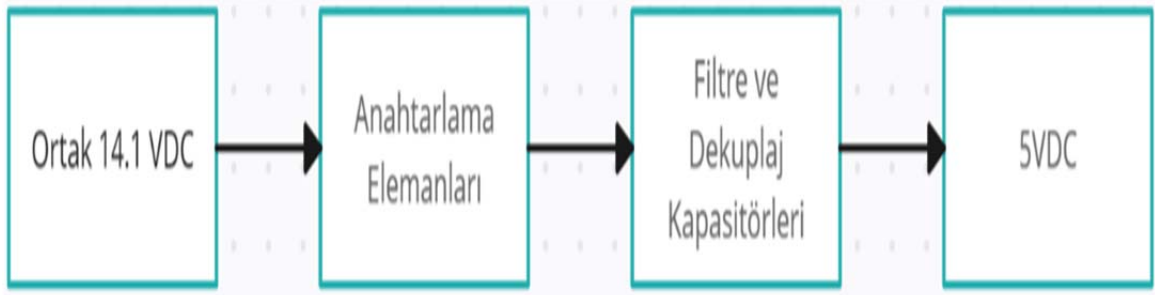 Ortak 14.1 VDC
Anahtarlama
Elemanları
Filtre ve
Dekuplaj
Kapasitörleri
5VDC